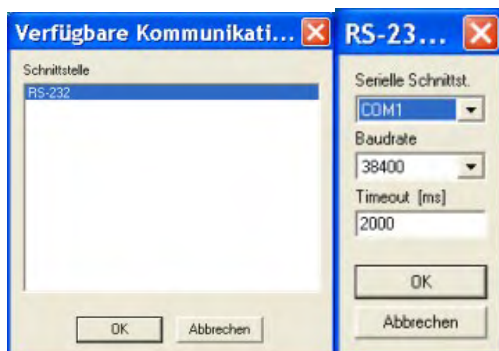 Verfügbare Kommunikati...
Schnittstelle
RS-232
OK
Abbrechen
RS-23...
Serielle Schnittst.
COM1
Baudrate
38400
Timeout [ms]
2000
OK
Abbrechen